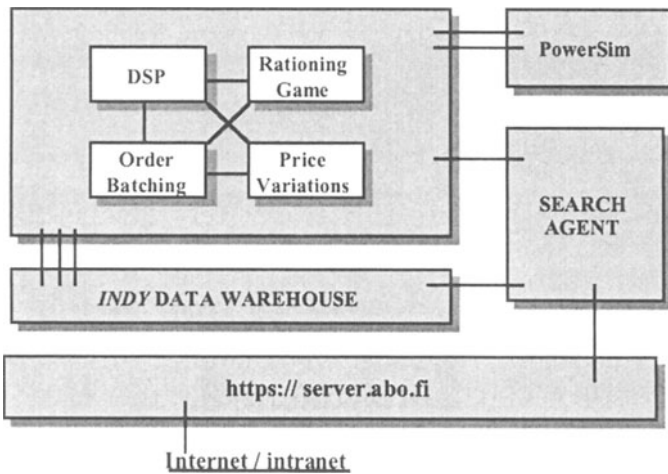 DSP
Rationing
Game
Order
Batching
Price
Variations
PowerSim
SEARCH
AGENT
INDY DATA WAREHOUSE
https:// server.abo.fi
Internet / intranet